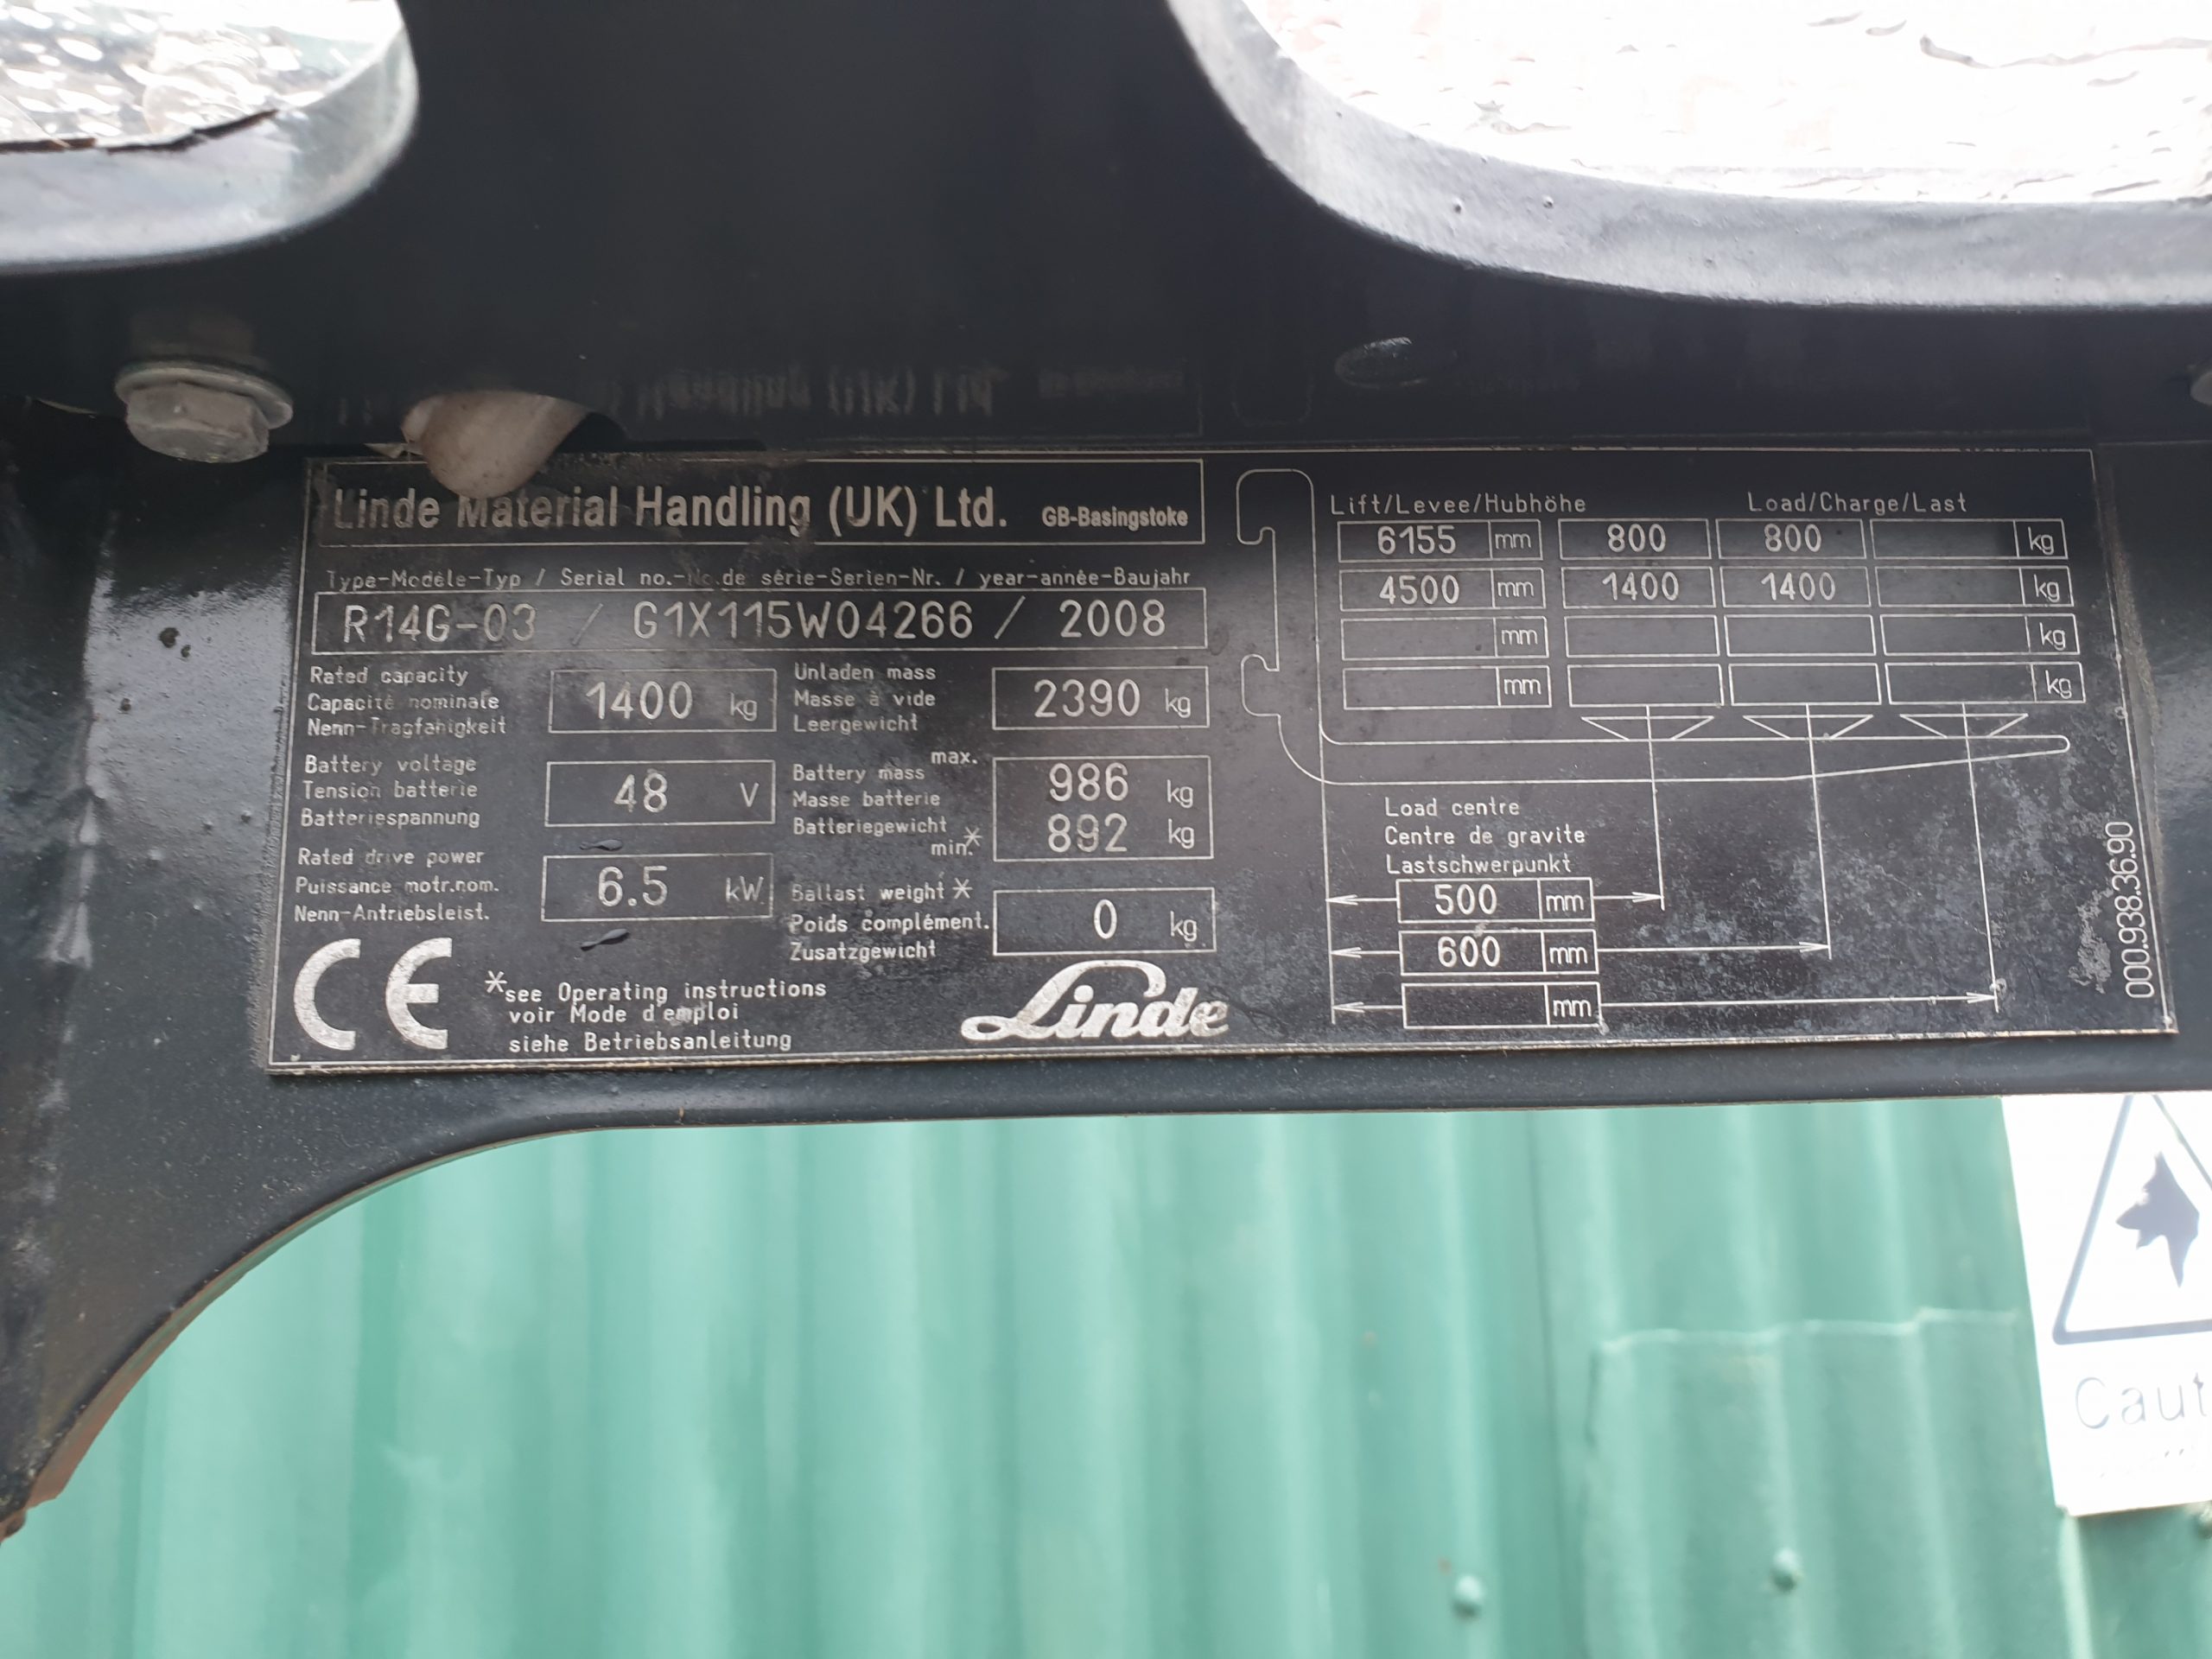 Linde Material Handling (UK) Ltd. GB-Basingstoke
Type-Modèle-Typ / Serial no.-No.de série-Serien-Nr. / year-année-Baujahr
R14G-03 / G1X115W04266 / 2008
Rated capacity
Capacité nominale
Nenn-Tragfähigkeit
1400 kg
Unladen mass
Masse à vide
Leergewicht
2390 kg
Battery voltage
Tension batterie
Batteriespannung
48 V
max.
Battery mass
Masse batterie
Batteriegewicht
min.*
986 kg
892 kg
Rated drive power
Puissance motr.nom.
Nenn-Antriebsleist.
6.5 kW
Ballast weight *
Poids complément.
Zusatzgewicht
0 kg
CE
*see Operating instructions
voir Mode d'emploi
siehe Betriebsanleitung
Linde
Lift/Levee/Hubhöhe Load/Charge/Last
6155 mm 800 800 kg
4500 mm 1400 1400 kg
mm kg
mm kg
Load centre
Centre de gravite
Lastschwerpunkt
500 mm
600 mm
mm
000.938.36.90
Caut